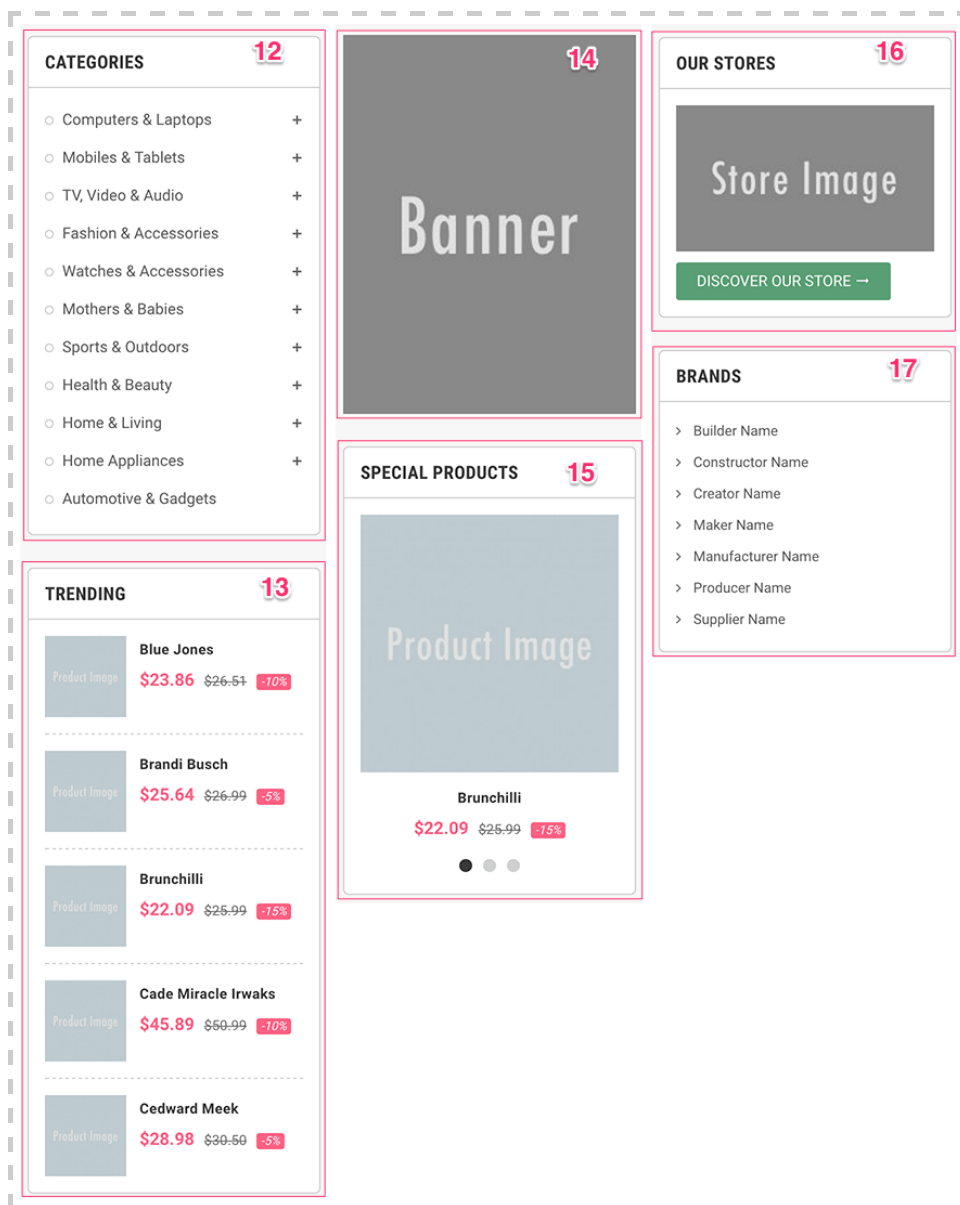 CATEGORIES
12
Computers & Laptops +
Mobiles & Tablets +
TV, Video & Audio +
Fashion & Accessories +
Watches & Accessories +
Mothers & Babies +
Sports & Outdoors +
Health & Beauty +
Home & Living +
Home Appliances +
Automotive & Gadgets
TRENDING
13
Product Image
Blue Jones
$23.86 $26.51 -10%
Product Image
Brandi Busch
$25.64 $26.99 -5%
Product Image
Brunchilli
$22.09 $25.99 -15%
Product Image
Cade Miracle Irwaks
$45.89 $50.99 -10%
Product Image
Cedward Meek
$28.98 $30.50 -5%
14
Banner
SPECIAL PRODUCTS
15
Product Image
Brunchilli
$22.09 $25.99 -15%
OUR STORES
16
Store Image
DISCOVER OUR STORE →
BRANDS
17
Builder Name
Constructor Name
Creator Name
Maker Name
Manufacturer Name
Producer Name
Supplier Name